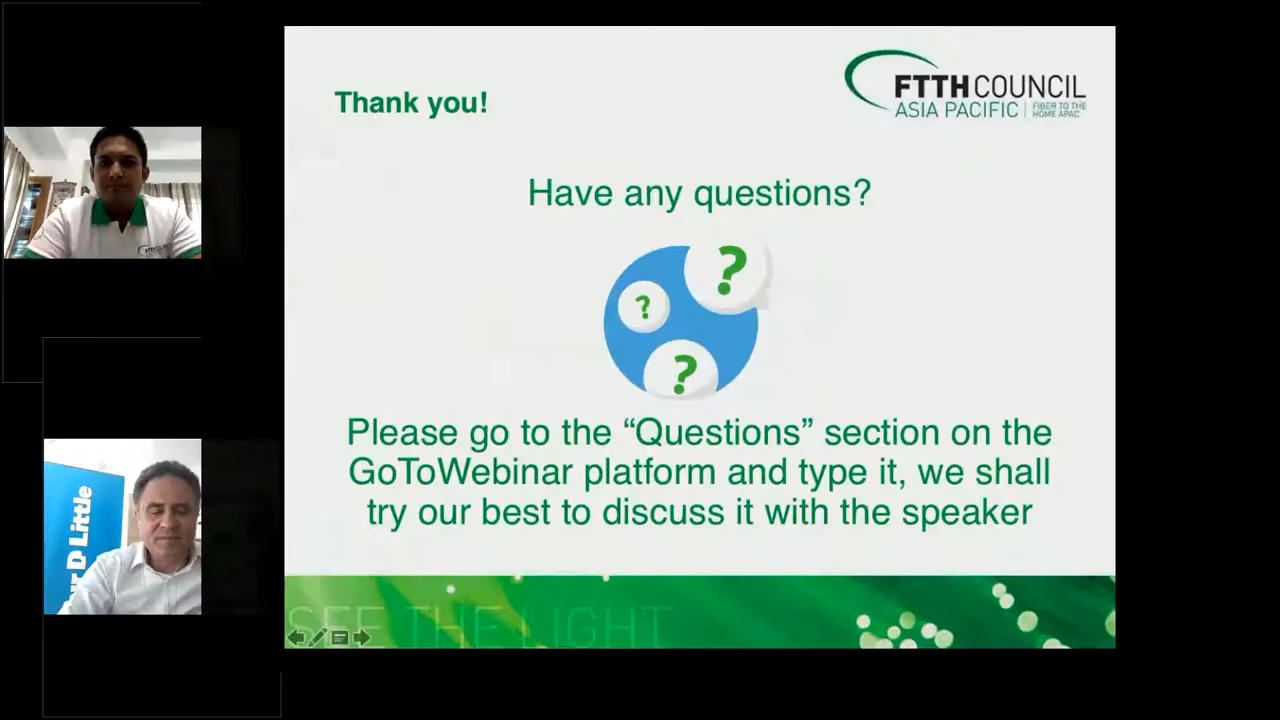 Thank you!
FTTH COUNCIL
ASIA PACIFIC
FIBER TO THE
HOME APAC
Have any questions?
?
?
?
Please go to the “Questions” section on the
GoToWebinar platform and type it, we shall
try our best to discuss it with the speaker
SEE THE LIGHT
ur D Little